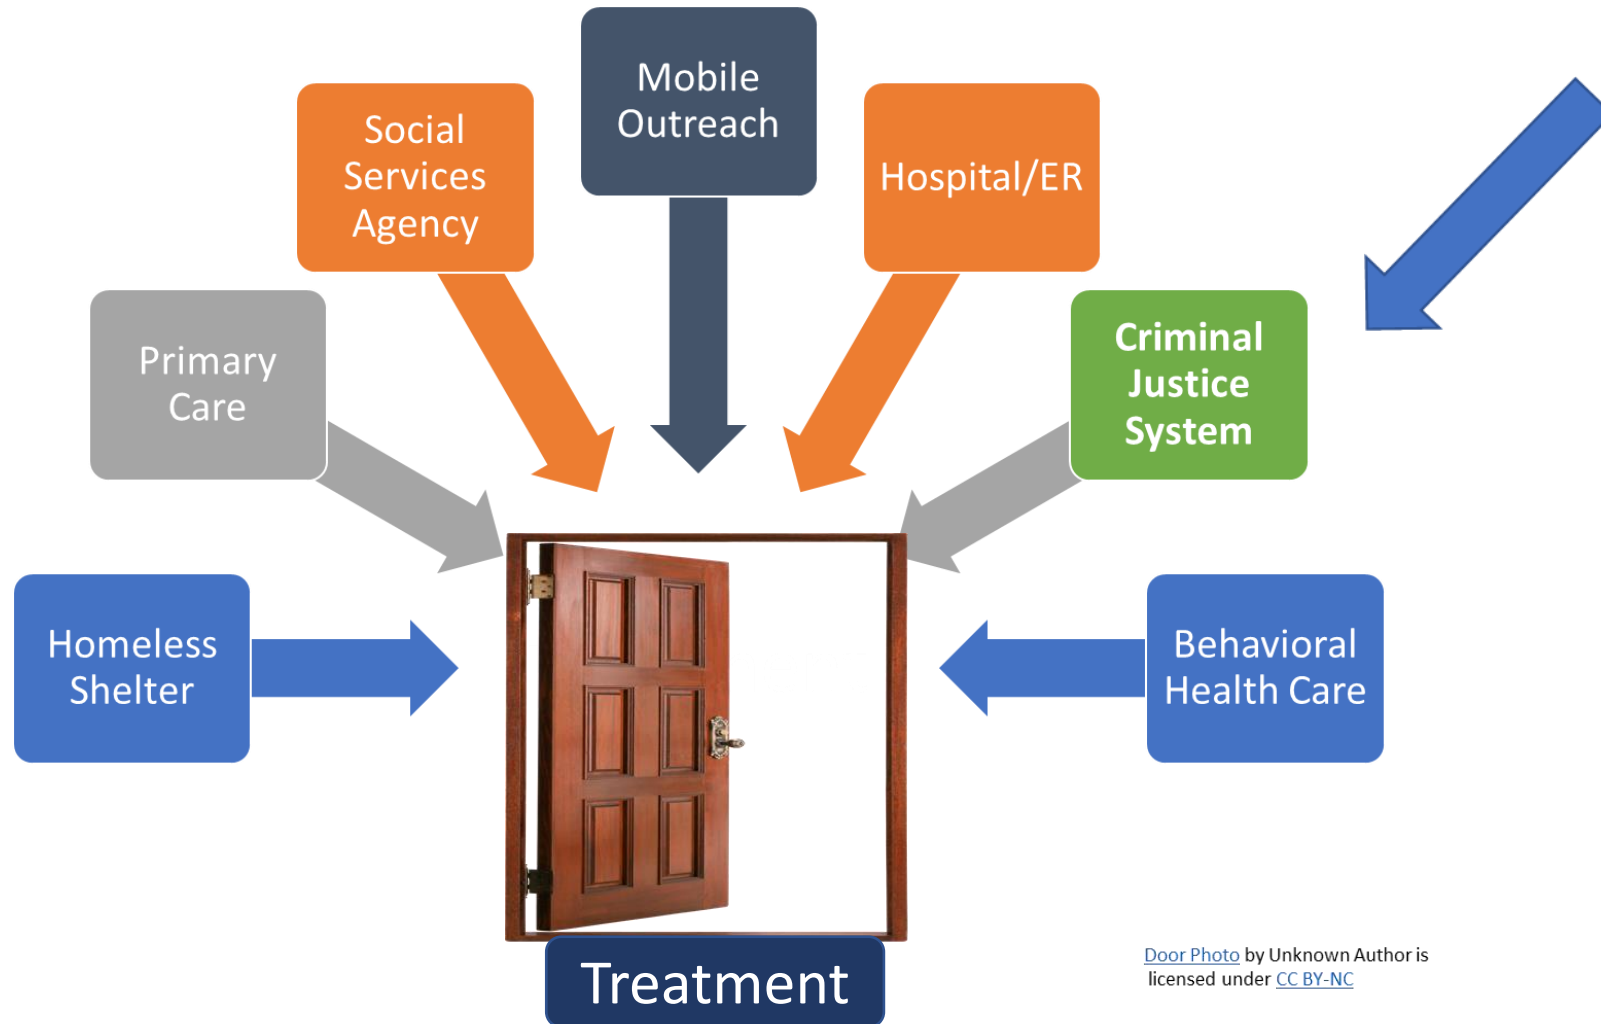 Mobile
Outreach
Social
Services
Agency
Hospital/ER
Primary
Care
Criminal
Justice
System
Homeless
Shelter
Behavioral
Health Care
Treatment
Door Photo by Unknown Author is
licensed under CC BY-NC